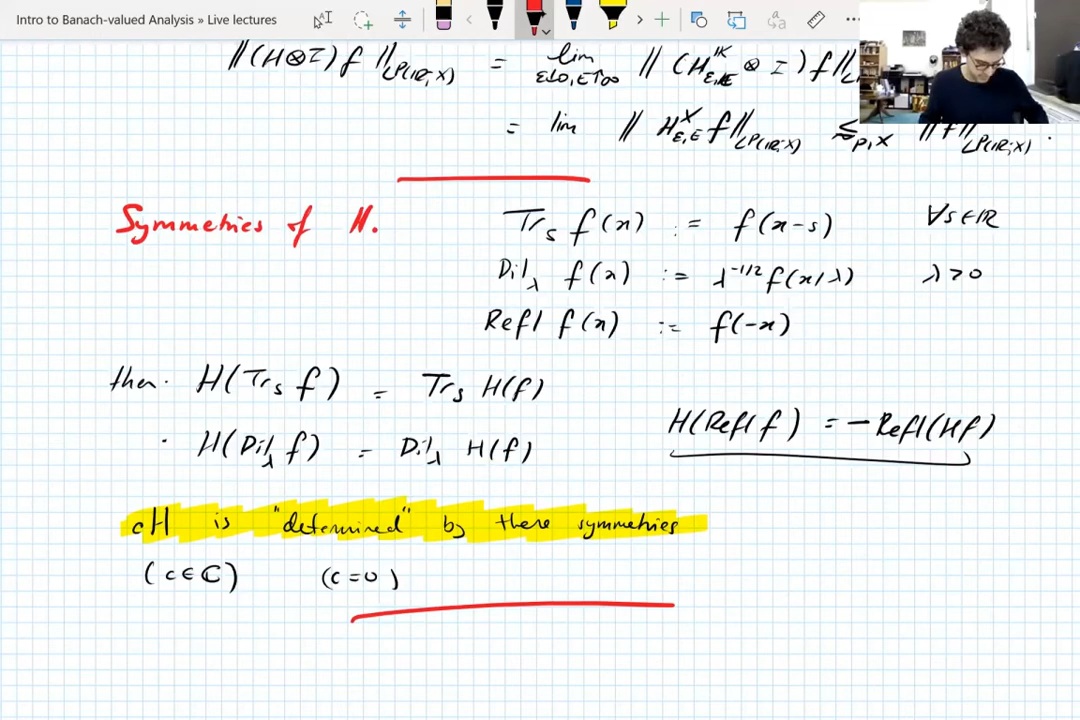 Intro to Banach-valued Analysis » Live lectures
‖(H⊗I)f‖_{L^p(ℝ;X)} = lim_{ε↓0,E↑∞} ‖(H^{𝕂}_{ε,E} ⊗ I)f‖
= lim ‖H^X_{ε,E} f‖_{L^p(ℝ;X)} ≲_{p,X} ‖f‖_{L^p(ℝ;X)}.
Symmetries of H.
Tr_s f(x) := f(x-s) ∀s∈ℝ
Dil_λ f(x) := λ^{-1/2} f(x/λ) λ>0
Refl f(x) := f(-x)
then · H(Tr_s f) = Tr_s H(f)
H(Refl f) = -Refl(Hf)
· H(Dil_λ f) = Dil_λ H(f)
cH is "determined" by these symmetries
(c∈ℂ) (c=0)